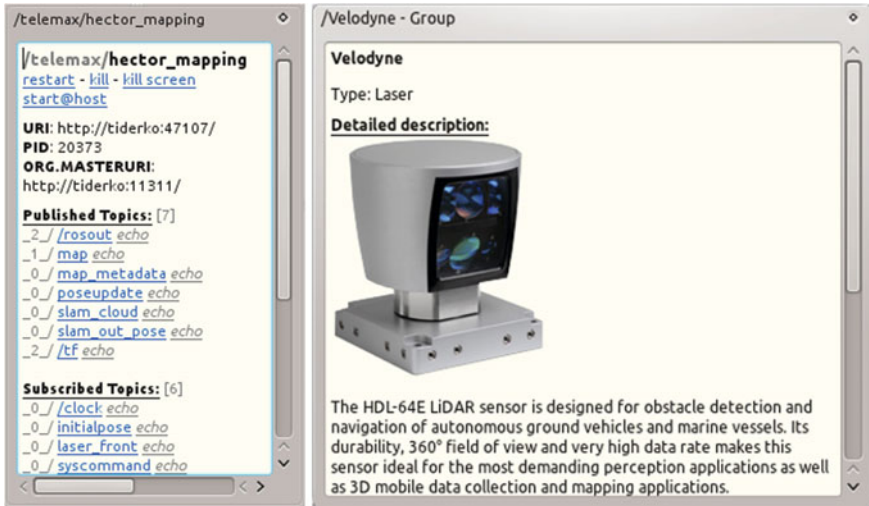 /telemax/hector_mapping
/telemax/hector_mapping
restart - kill - kill screen
start@host
URI: http://tiderko:47107/
PID: 20373
ORG.MASTERURI:
http://tiderko:11311/
Published Topics: [7]
_2_/ /rosout echo
_1_/ map echo
_0_/ map_metadata echo
_0_/ poseupdate echo
_0_/ slam_cloud echo
_0_/ slam_out_pose echo
_2_/ /tf echo
Subscribed Topics: [6]
_0_/ /clock echo
_0_/ initialpose echo
_0_/ laser_front echo
_0_/ syscommand echo
/Velodyne - Group
Velodyne
Type: Laser
Detailed description:
The HDL-64E LiDAR sensor is designed for obstacle detection and
navigation of autonomous ground vehicles and marine vessels. Its
durability, 360° field of view and very high data rate makes this
sensor ideal for the most demanding perception applications as well
as 3D mobile data collection and mapping applications.